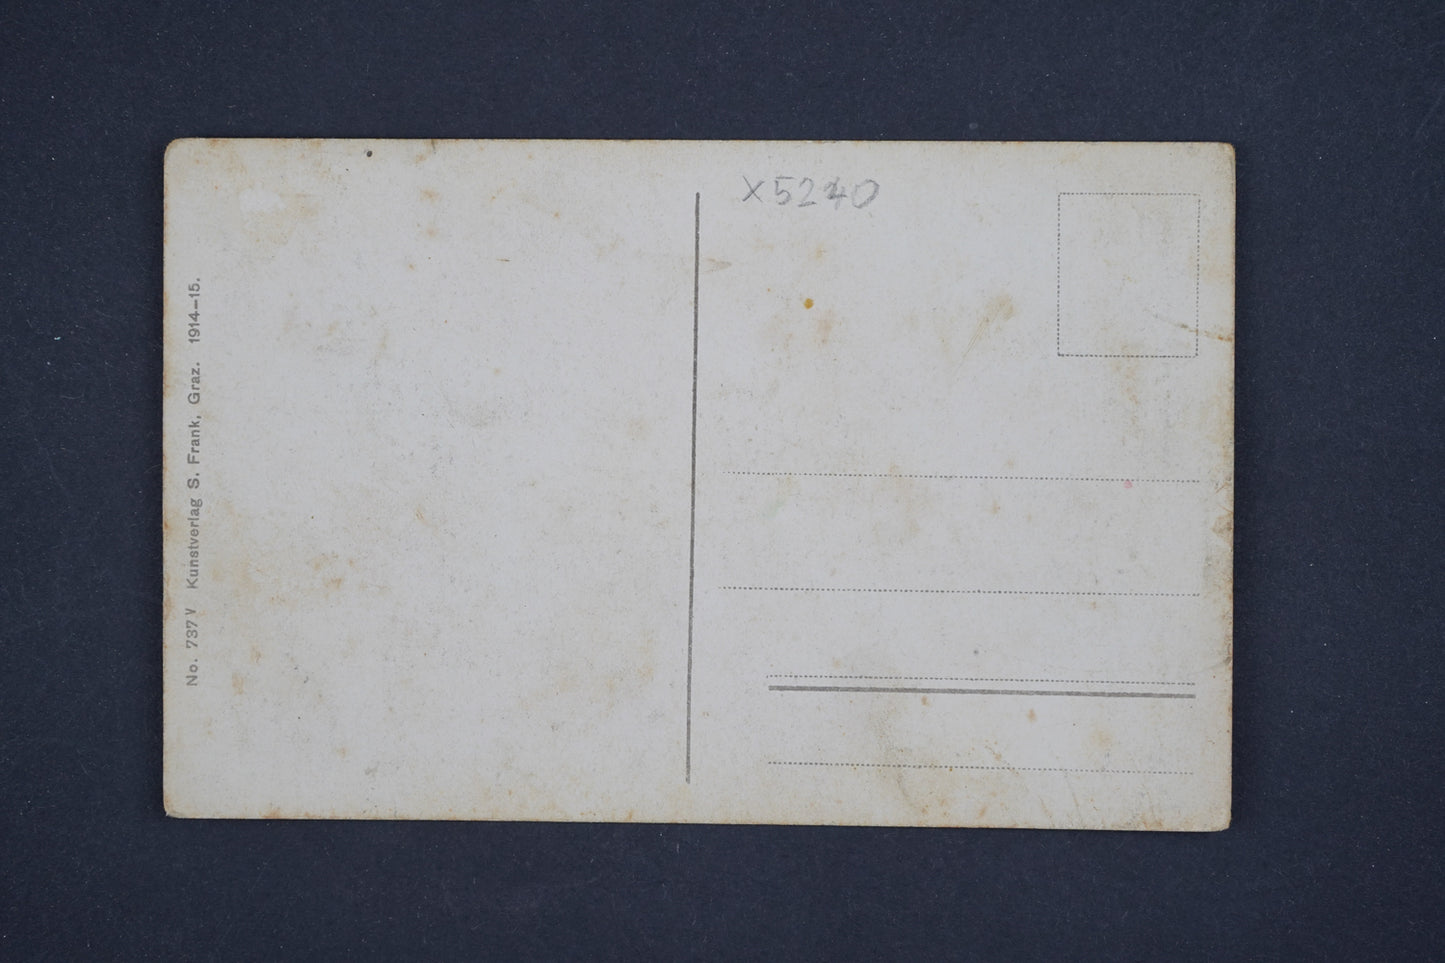 No. 737 V Kunstverlag S. Frank, Graz. 1914–15.
X5240